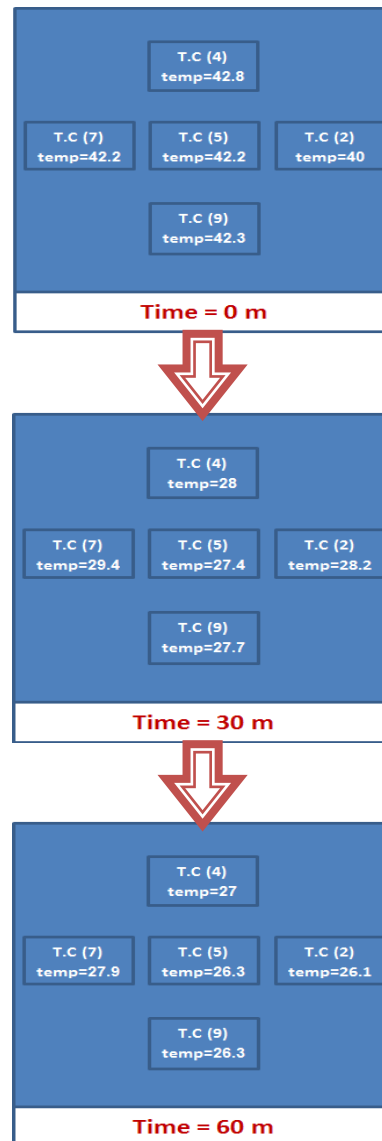 T.C (4)
temp=42.8
T.C (7)
temp=42.2
T.C (5)
temp=42.2
T.C (2)
temp=40
T.C (9)
temp=42.3
Time = 0 m
T.C (4)
temp=28
T.C (7)
temp=29.4
T.C (5)
temp=27.4
T.C (2)
temp=28.2
T.C (9)
temp=27.7
Time = 30 m
T.C (4)
temp=27
T.C (7)
temp=27.9
T.C (5)
temp=26.3
T.C (2)
temp=26.1
T.C (9)
temp=26.3
Time = 60 m